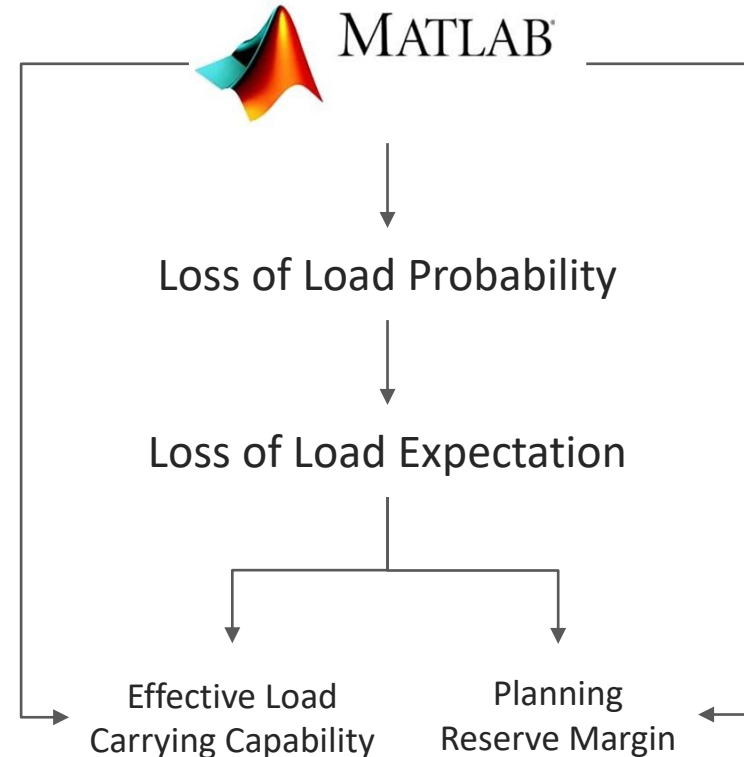 MATLAB®
Loss of Load Probability
Loss of Load Expectation
Effective Load
Carrying Capability
Planning
Reserve Margin